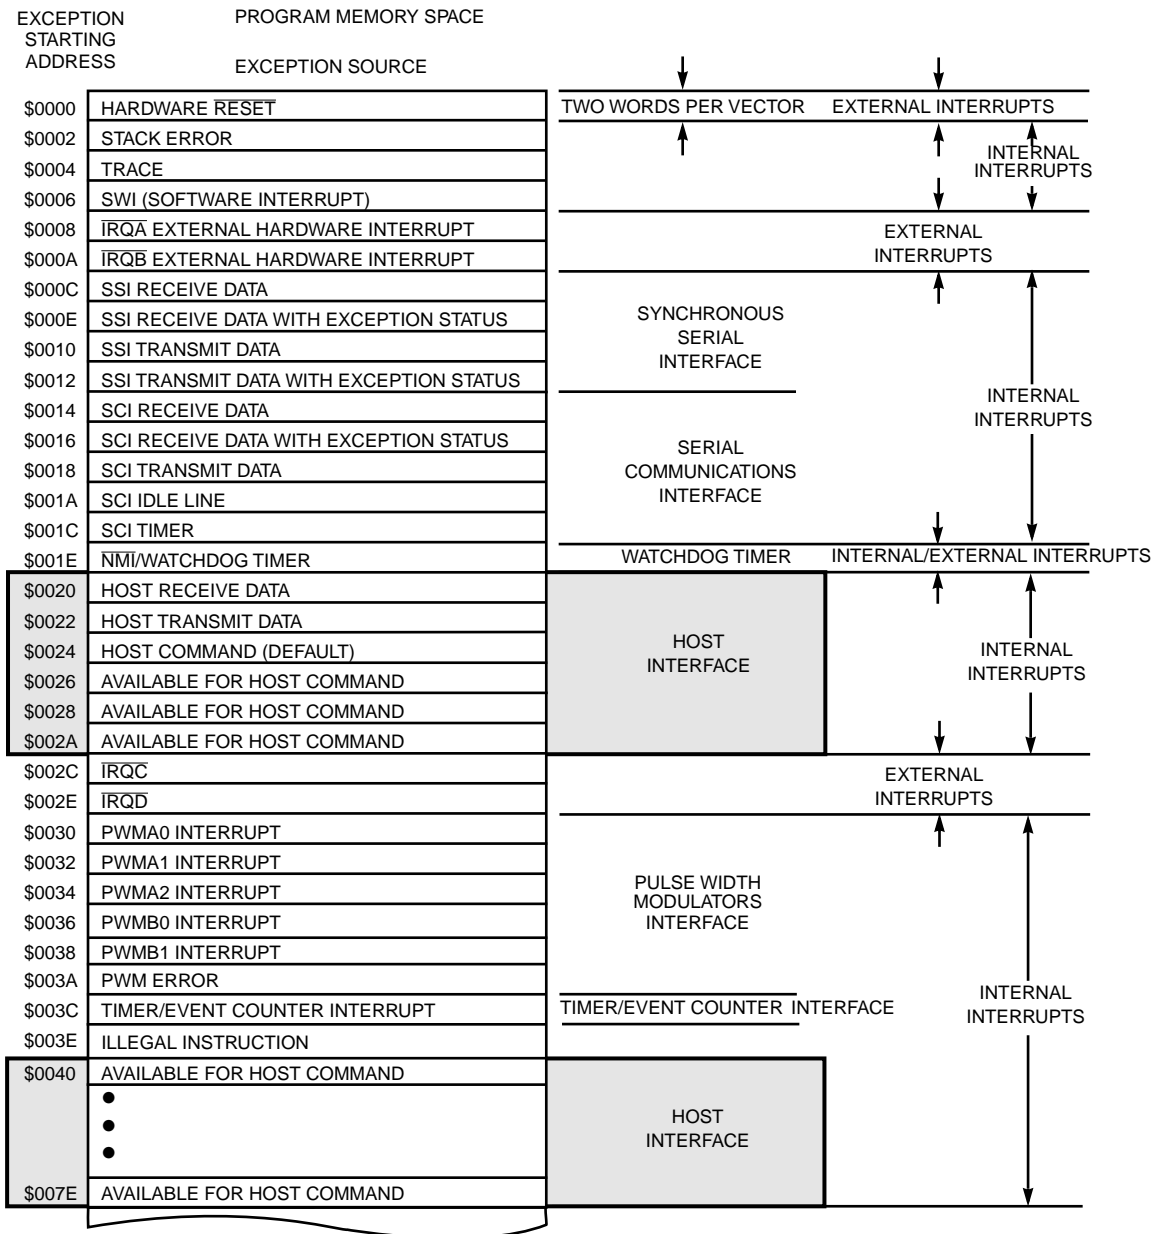 EXCEPTION STARTING ADDRESS
PROGRAM MEMORY SPACE
EXCEPTION SOURCE
$0000 HARDWARE RESET TWO WORDS PER VECTOR EXTERNAL INTERRUPTS
$0002 STACK ERROR
$0004 TRACE
INTERNAL
INTERRUPTS
$0006 SWI (SOFTWARE INTERRUPT)
$0008 IRQA EXTERNAL HARDWARE INTERRUPT
EXTERNAL
INTERRUPTS
$000A IRQB EXTERNAL HARDWARE INTERRUPT
$000C SSI RECEIVE DATA
$000E SSI RECEIVE DATA WITH EXCEPTION STATUS
SYNCHRONOUS
SERIAL
INTERFACE
$0010 SSI TRANSMIT DATA
$0012 SSI TRANSMIT DATA WITH EXCEPTION STATUS
$0014 SCI RECEIVE DATA
INTERNAL
INTERRUPTS
$0016 SCI RECEIVE DATA WITH EXCEPTION STATUS
SERIAL
COMMUNICATIONS
INTERFACE
$0018 SCI TRANSMIT DATA
$001A SCI IDLE LINE
$001C SCI TIMER
$001E NMI/WATCHDOG TIMER WATCHDOG TIMER INTERNAL/EXTERNAL INTERRUPTS
$0020 HOST RECEIVE DATA
$0022 HOST TRANSMIT DATA
HOST
INTERFACE
$0024 HOST COMMAND (DEFAULT)
INTERNAL
INTERRUPTS
$0026 AVAILABLE FOR HOST COMMAND
$0028 AVAILABLE FOR HOST COMMAND
$002A AVAILABLE FOR HOST COMMAND
$002C IRQC
EXTERNAL
INTERRUPTS
$002E IRQD
$0030 PWMA0 INTERRUPT
$0032 PWMA1 INTERRUPT
$0034 PWMA2 INTERRUPT
PULSE WIDTH
MODULATORS
INTERFACE
$0036 PWMB0 INTERRUPT
$0038 PWMB1 INTERRUPT
$003A PWM ERROR
$003C TIMER/EVENT COUNTER INTERRUPT TIMER/EVENT COUNTER INTERFACE
INTERNAL
INTERRUPTS
$003E ILLEGAL INSTRUCTION
$0040 AVAILABLE FOR HOST COMMAND
●
●
●
HOST
INTERFACE
$007E AVAILABLE FOR HOST COMMAND